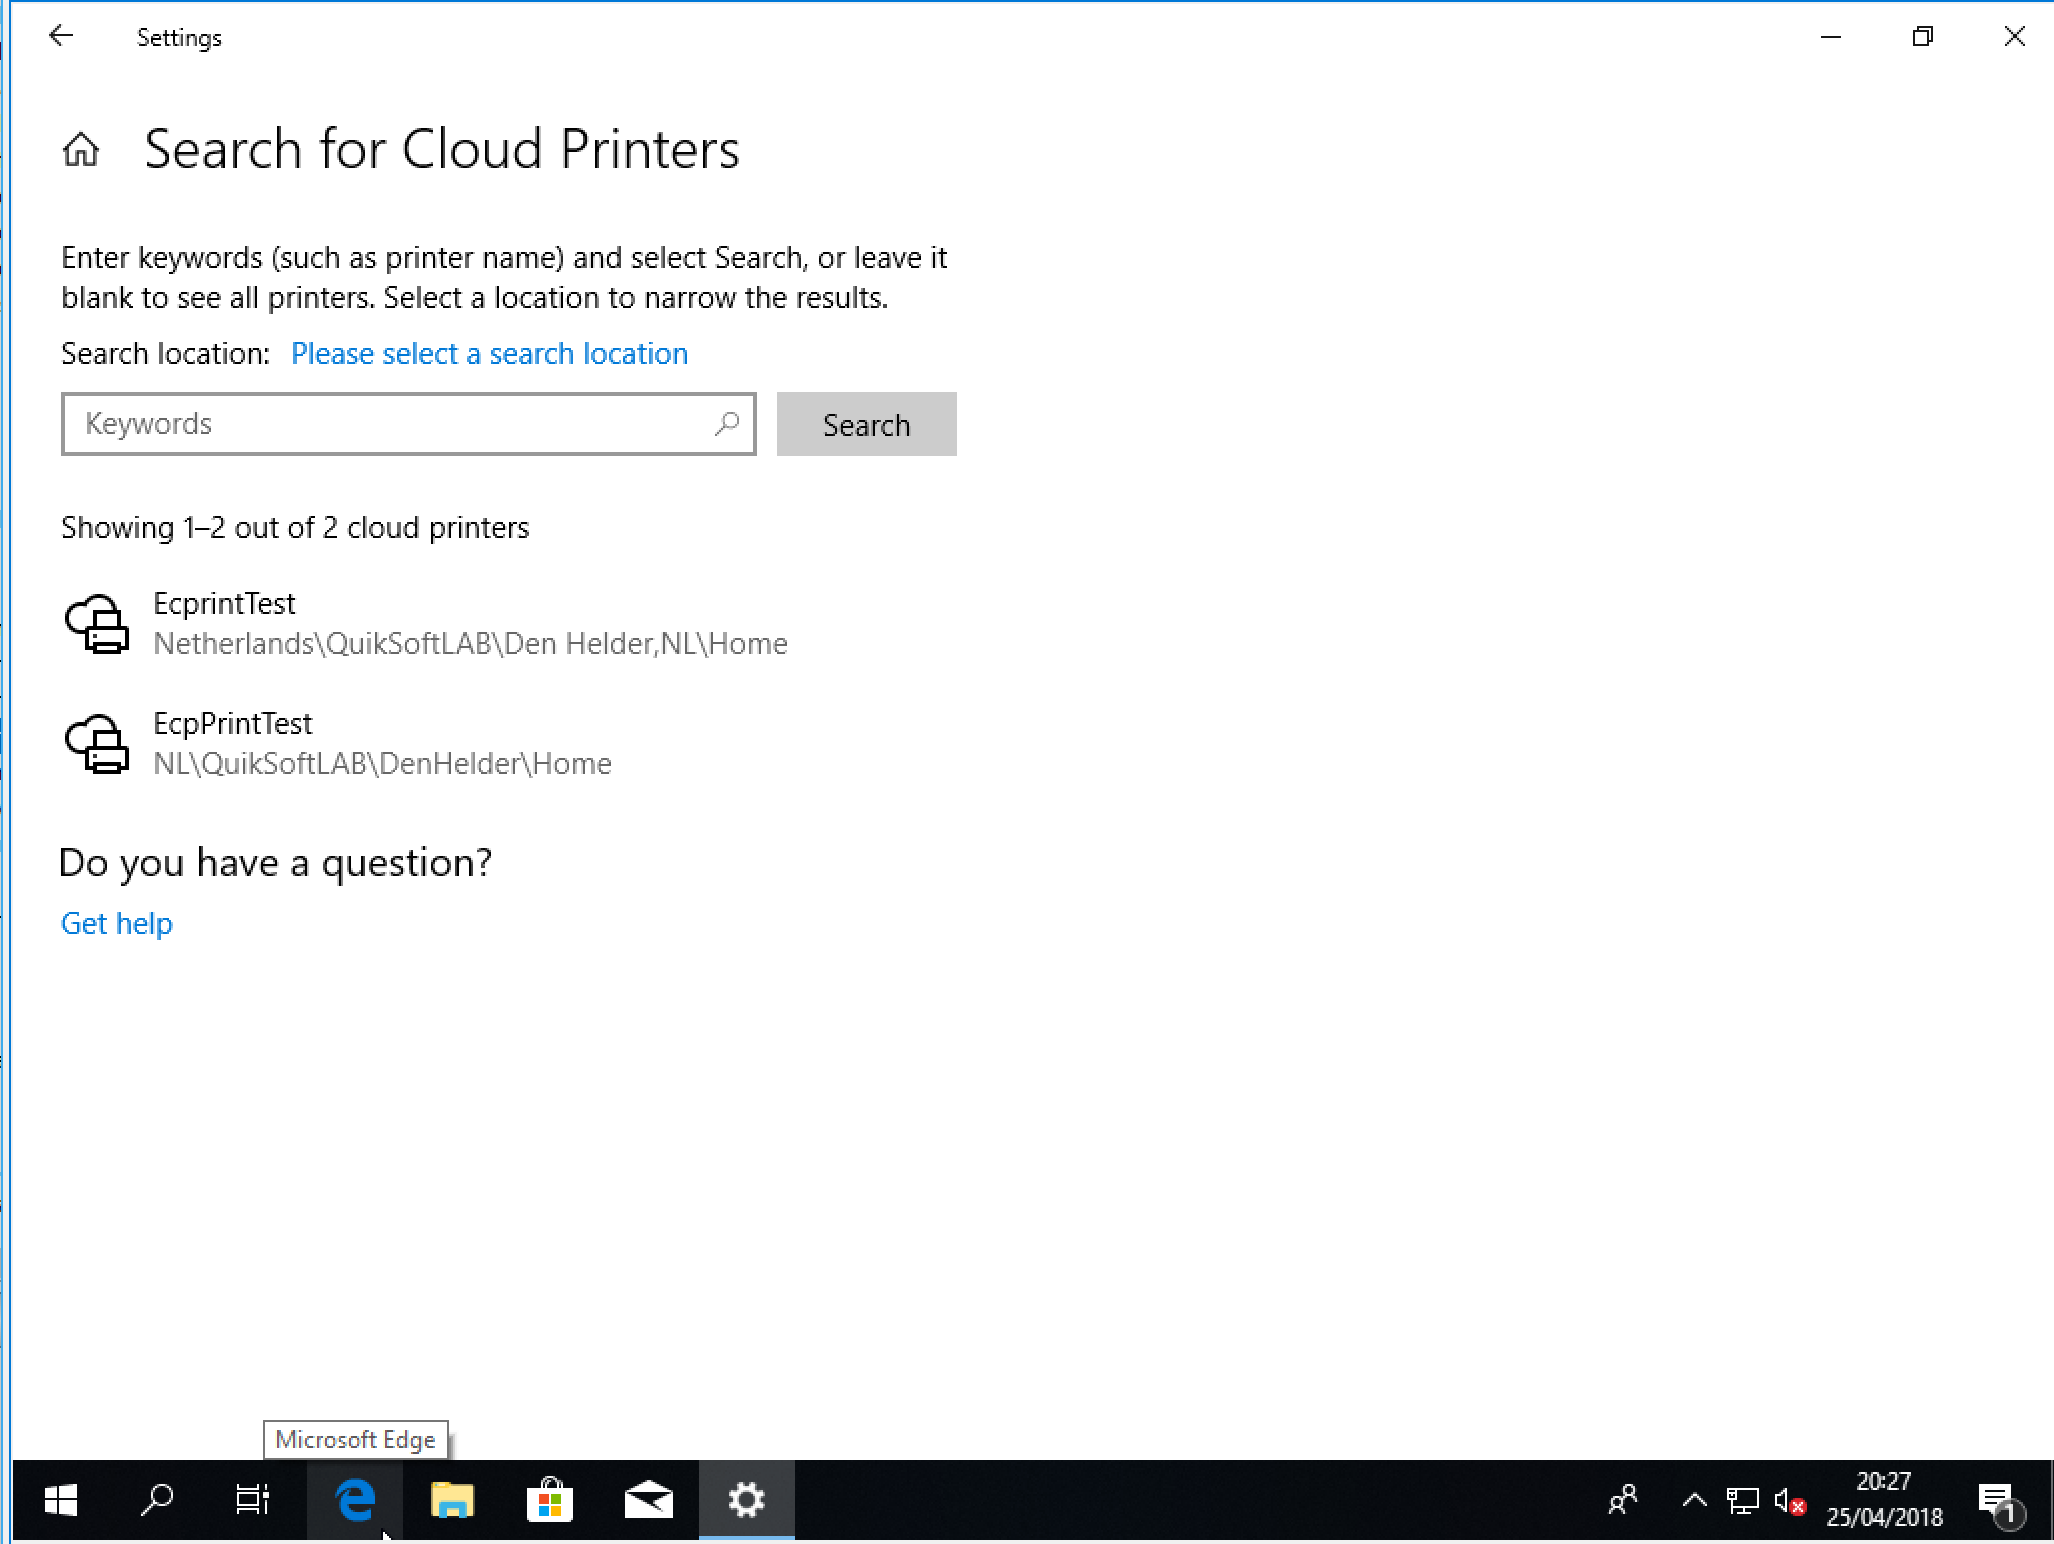 Settings
Search for Cloud Printers
Enter keywords (such as printer name) and select Search, or leave it
blank to see all printers. Select a location to narrow the results.
Search location: Please select a search location
Keywords
Search
Showing 1–2 out of 2 cloud printers
EcprintTest
Netherlands\QuikSoftLAB\Den Helder,NL\Home
EcpPrintTest
NL\QuikSoftLAB\DenHelder\Home
Do you have a question?
Get help
Microsoft Edge
20:27
25/04/2018
1